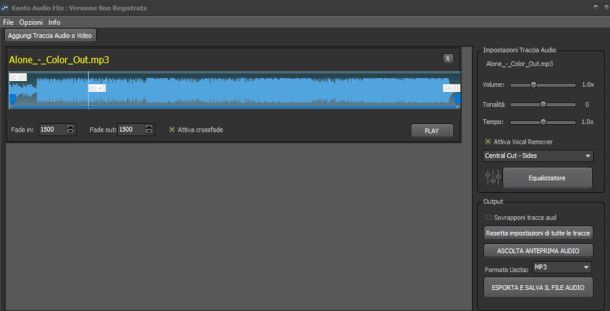 Kanto Audio Mix : Versione Non Registrata
File Opzioni Info
Aggiungi Traccia Audio o Video
Alone_-_Color_Out.mp3
X
Fade in: 1500 Fade out: 1500 Attiva crossfade PLAY
Impostazioni Traccia Audio
Alone_-_Color_Out.mp3
Volume: 1.0x
Tonalità: 0
Tempo: 1.0x
Attiva Vocal Remover
Central Cut - Sides
Equalizzatore
Output
Sovrapponi tracce aud
Resetta impostazioni di tutte le tracce
ASCOLTA ANTEPRIMA AUDIO
Formato Uscita: MP3
ESPORTA E SALVA IL FILE AUDIO